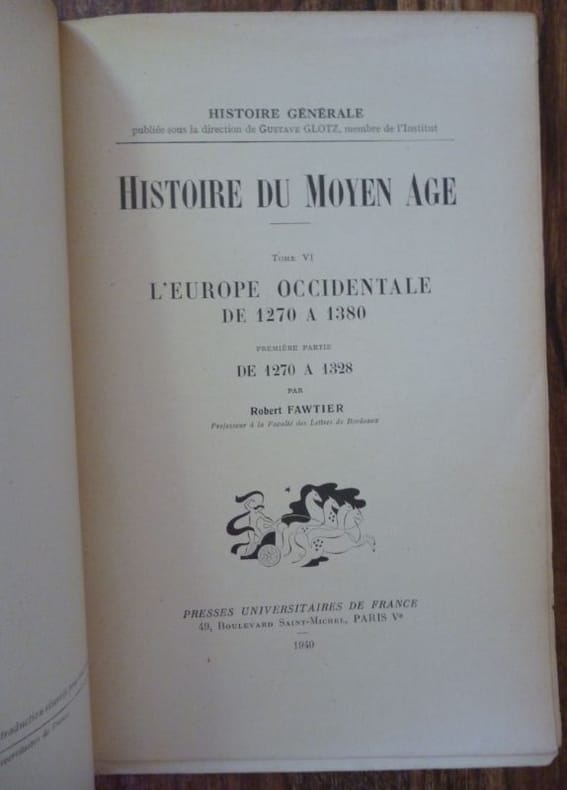 HISTOIRE GÉNÉRALE
publiée sous la direction de GUSTAVE GLOTZ, membre de l'Institut
HISTOIRE DU MOYEN AGE
TOME VI
L'EUROPE OCCIDENTALE
DE 1270 A 1380
PREMIÈRE PARTIE
DE 1270 A 1328
PAR
Robert FAWTIER
Professeur à la Faculté des Lettres de Bordeaux
PRESSES UNIVERSITAIRES DE FRANCE
49, BOULEVARD SAINT-MICHEL, PARIS Ve
1940
de France